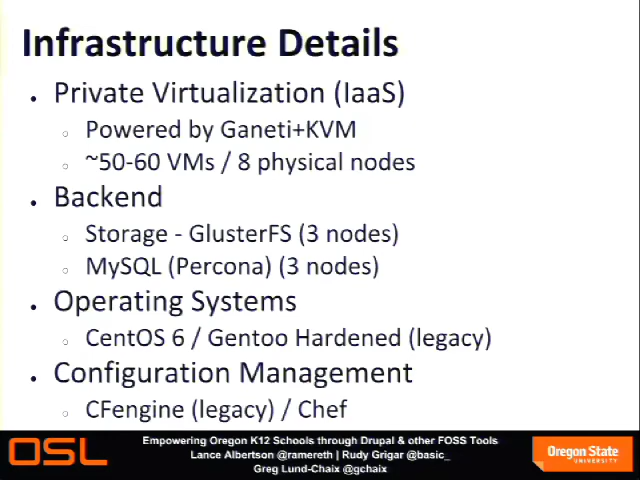 Infrastructure Details
• Private Virtualization (IaaS)
○ Powered by Ganeti+KVM
○ ~50-60 VMs / 8 physical nodes
• Backend
○ Storage - GlusterFS (3 nodes)
○ MySQL (Percona) (3 nodes)
• Operating Systems
○ CentOS 6 / Gentoo Hardened (legacy)
• Configuration Management
○ CFengine (legacy) / Chef
OSL
Empowering Oregon K12 Schools through Drupal & other FOSS Tools
Lance Albertson @ramereth | Rudy Grigar @basic_
Greg Lund-Chaix @gchaix
Oregon State
UNIVERSITY